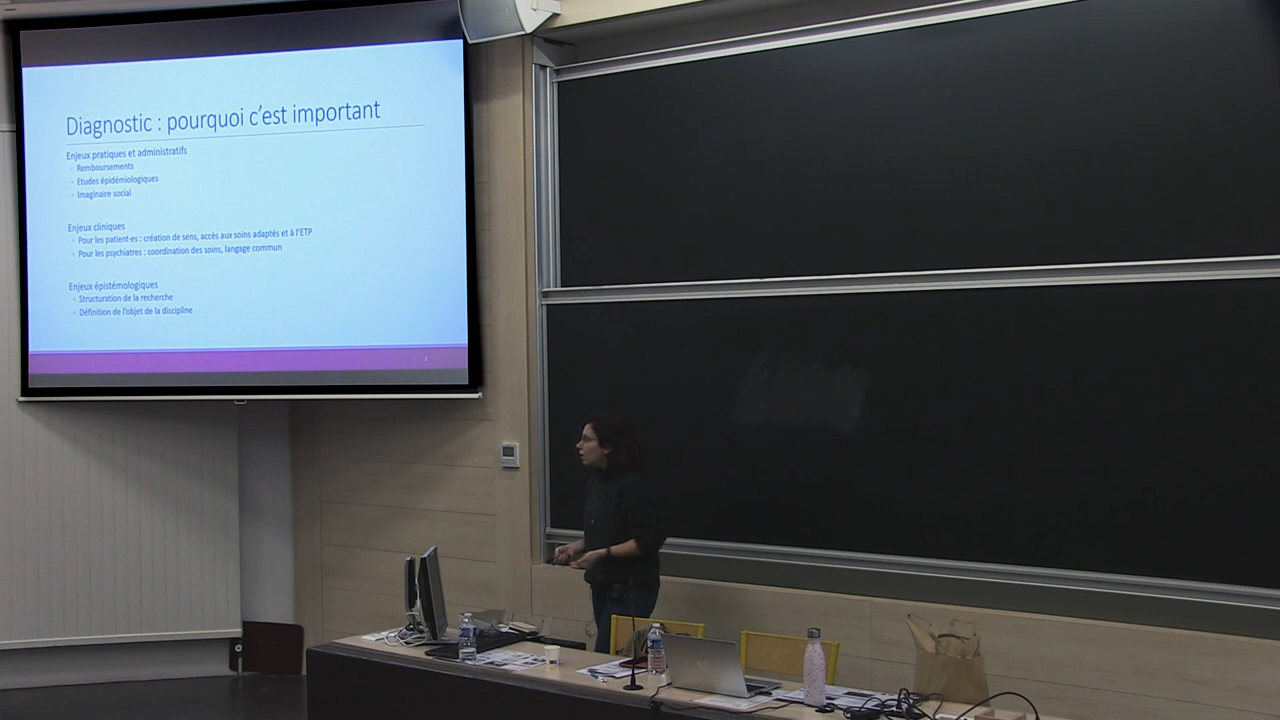 Diagnostic : pourquoi c'est important
Enjeux pratiques et administratifs
Remboursements
Etudes épidémiologiques
Imaginaire social
Enjeux cliniques
Pour les patient·es : création de sens, accès aux soins adaptés et à l'ETP
Pour les psychiatres : coordination des soins, langage commun
Enjeux épistémologiques
Structuration de la recherche
Définition de l'objet de la discipline